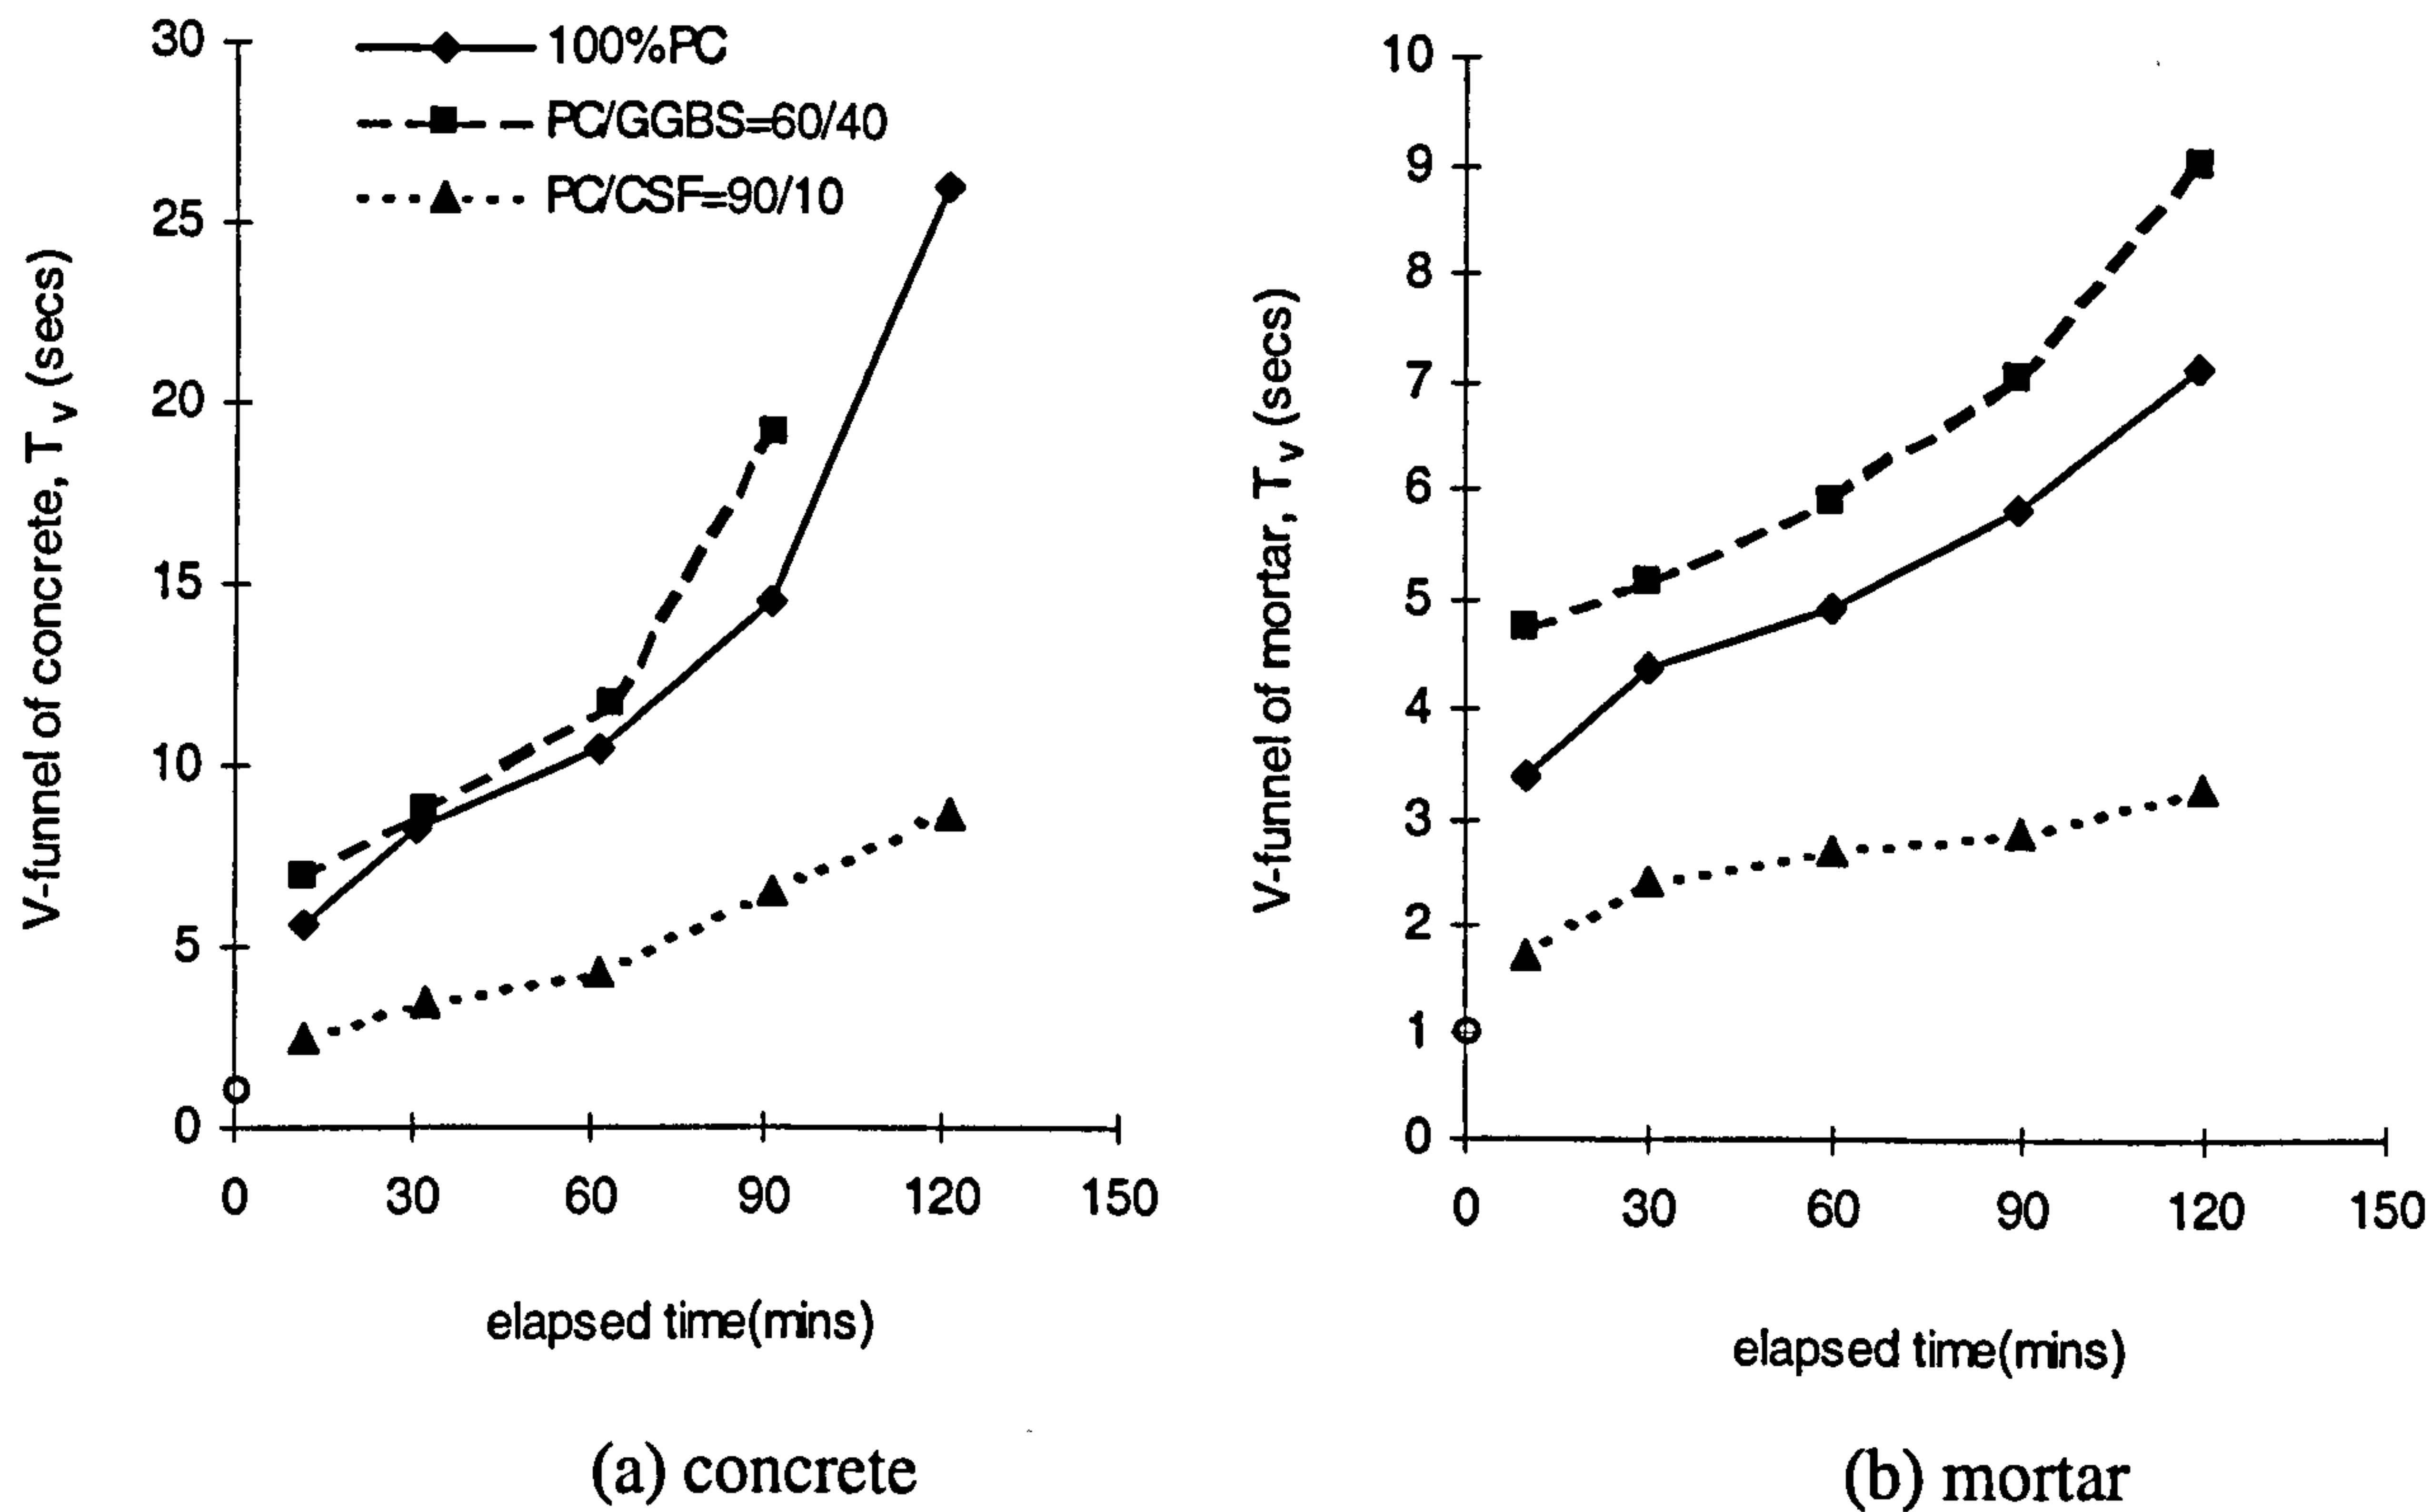 30
25
20
15
10
5
0
V-funnel of concrete, T v (secs)
100%PC
PC/GGBS=60/40
PC/CSF=90/10
0 30 60 90 120 150
elapsed time(mins)
(a) concrete
10
9
8
7
6
5
4
3
2
1
0
V-funnel of mortar, T v (secs)
0 30 60 90 120 150
elapsed time(mins)
(b) mortar